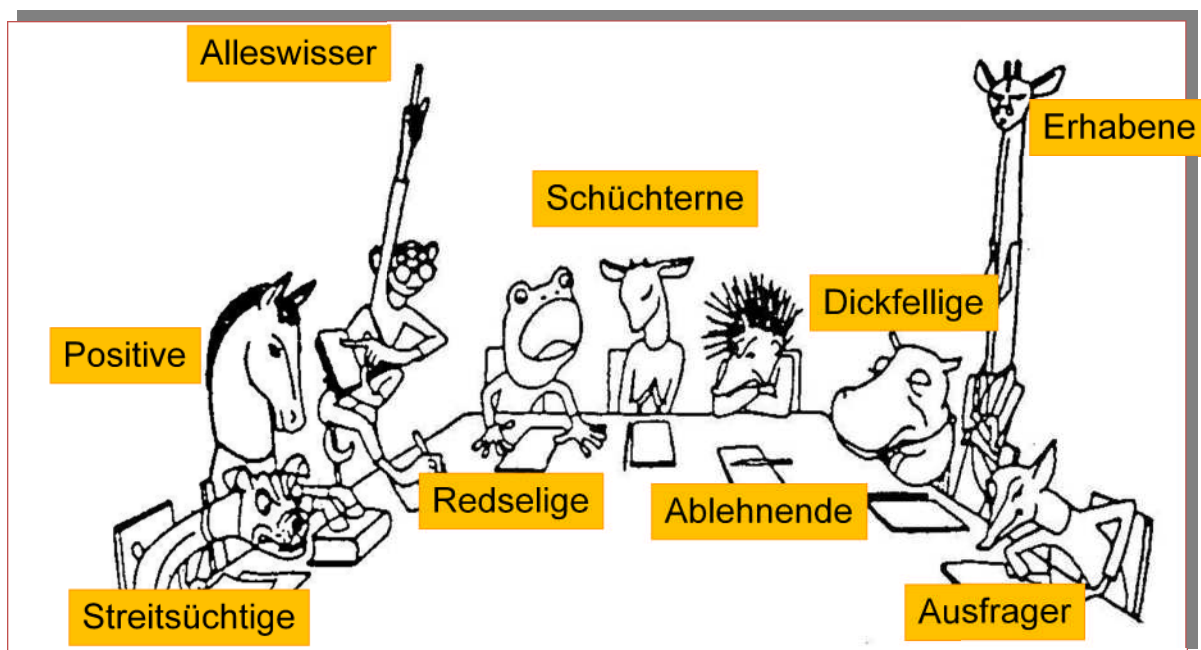 Alleswisser
Erhabene
Schüchterne
Dickfellige
Positive
Redselige
Ablehnende
Streitsüchtige
Ausfrager